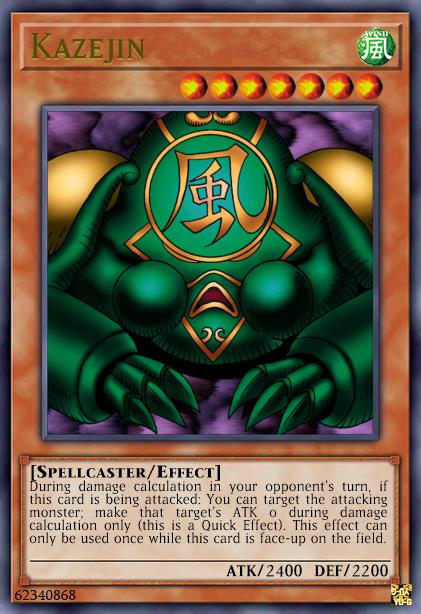 Kazejin
WIND
風
風
[Spellcaster/Effect]
During damage calculation in your opponent's turn, if
this card is being attacked: You can target the attacking
monster; make that target's ATK 0 during damage
calculation only (this is a Quick Effect). This effect can
only be used once while this card is face-up on the field.
ATK/2400 DEF/2200
62340868